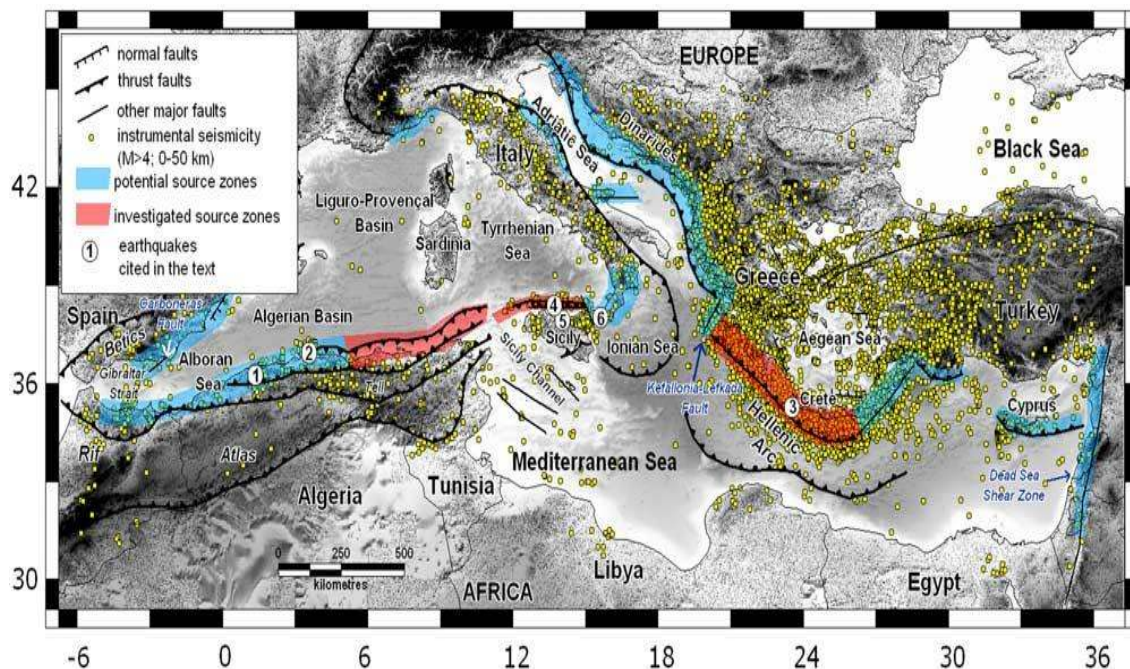 normal faults
thrust faults
other major faults
instrumental seismicity
(M>4; 0-50 km)
potential source zones
investigated source zones
1 earthquakes
cited in the text
EUROPE
Black Sea
Adriatic Sea
Dinarides
Italy
42
Liguro-Provençal
Basin
Sardinia
Tyrrhenian
Sea
Greece
Turkey
Spain
Betics
Carboneras
Fault
Algerian Basin
4
5
6
Sicily
Ionian Sea
Aegean Sea
2
Alboran
Sea
Gibraltar
Strait
1
Tell
Sicily
Channel
36
Kefallonia-Lefkada
Fault
3
Crete
Hellenic
Arc
Cyprus
Rif
Atlas
Mediterranean Sea
Dead Sea
Shear Zone
Algeria
Tunisia
0 250 500
kilometres
30
AFRICA
Libya
Egypt
-6 0 6 12 18 24 30 36